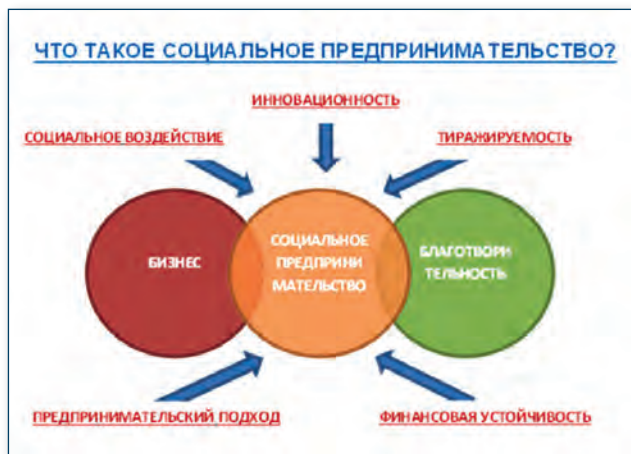 ЧТО ТАКОЕ СОЦИАЛЬНОЕ ПРЕДПРИНИМАТЕЛЬСТВО?
ИННОВАЦИОННОСТЬ
СОЦИАЛЬНОЕ ВОЗДЕЙСТВИЕ
ТИРАЖИРУЕМОСТЬ
БИЗНЕС
СОЦИАЛЬНОЕ
ПРЕДПРИНИ
МАТЕЛЬСТВО
БЛАГОТВОРИ
ТЕЛЬНОСТЬ
ПРЕДПРИНИМАТЕЛЬСКИЙ ПОДХОД
ФИНАНСОВАЯ УСТОЙЧИВОСТЬ